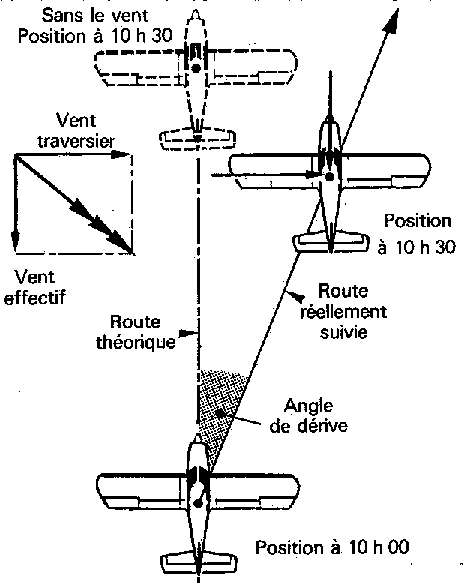 Sans le vent
Position à 10 h 30
Vent
traversier
Position
à 10 h 30
Vent
effectif
Route
réellement
suivie
Route
théorique
Angle
de dérive
Position à 10 h 00